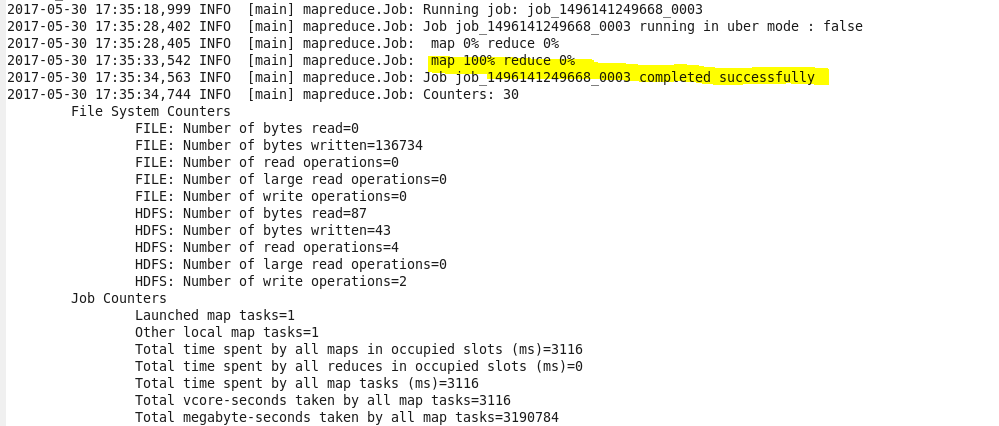 2017-05-30 17:35:18,999 INFO  [main] mapreduce.Job: Running job: job_1496141249668_0003
2017-05-30 17:35:28,402 INFO  [main] mapreduce.Job: Job job_1496141249668_0003 running in uber mode : false
2017-05-30 17:35:28,405 INFO  [main] mapreduce.Job:  map 0% reduce 0%
2017-05-30 17:35:33,542 INFO  [main] mapreduce.Job:  map 100% reduce 0%
2017-05-30 17:35:34,563 INFO  [main] mapreduce.Job: Job job_1496141249668_0003 completed successfully
2017-05-30 17:35:34,744 INFO  [main] mapreduce.Job: Counters: 30
File System Counters
FILE: Number of bytes read=0
FILE: Number of bytes written=136734
FILE: Number of read operations=0
FILE: Number of large read operations=0
FILE: Number of write operations=0
HDFS: Number of bytes read=87
HDFS: Number of bytes written=43
HDFS: Number of read operations=4
HDFS: Number of large read operations=0
HDFS: Number of write operations=2
Job Counters
Launched map tasks=1
Other local map tasks=1
Total time spent by all maps in occupied slots (ms)=3116
Total time spent by all reduces in occupied slots (ms)=0
Total time spent by all map tasks (ms)=3116
Total vcore-seconds taken by all map tasks=3116
Total megabyte-seconds taken by all map tasks=3190784